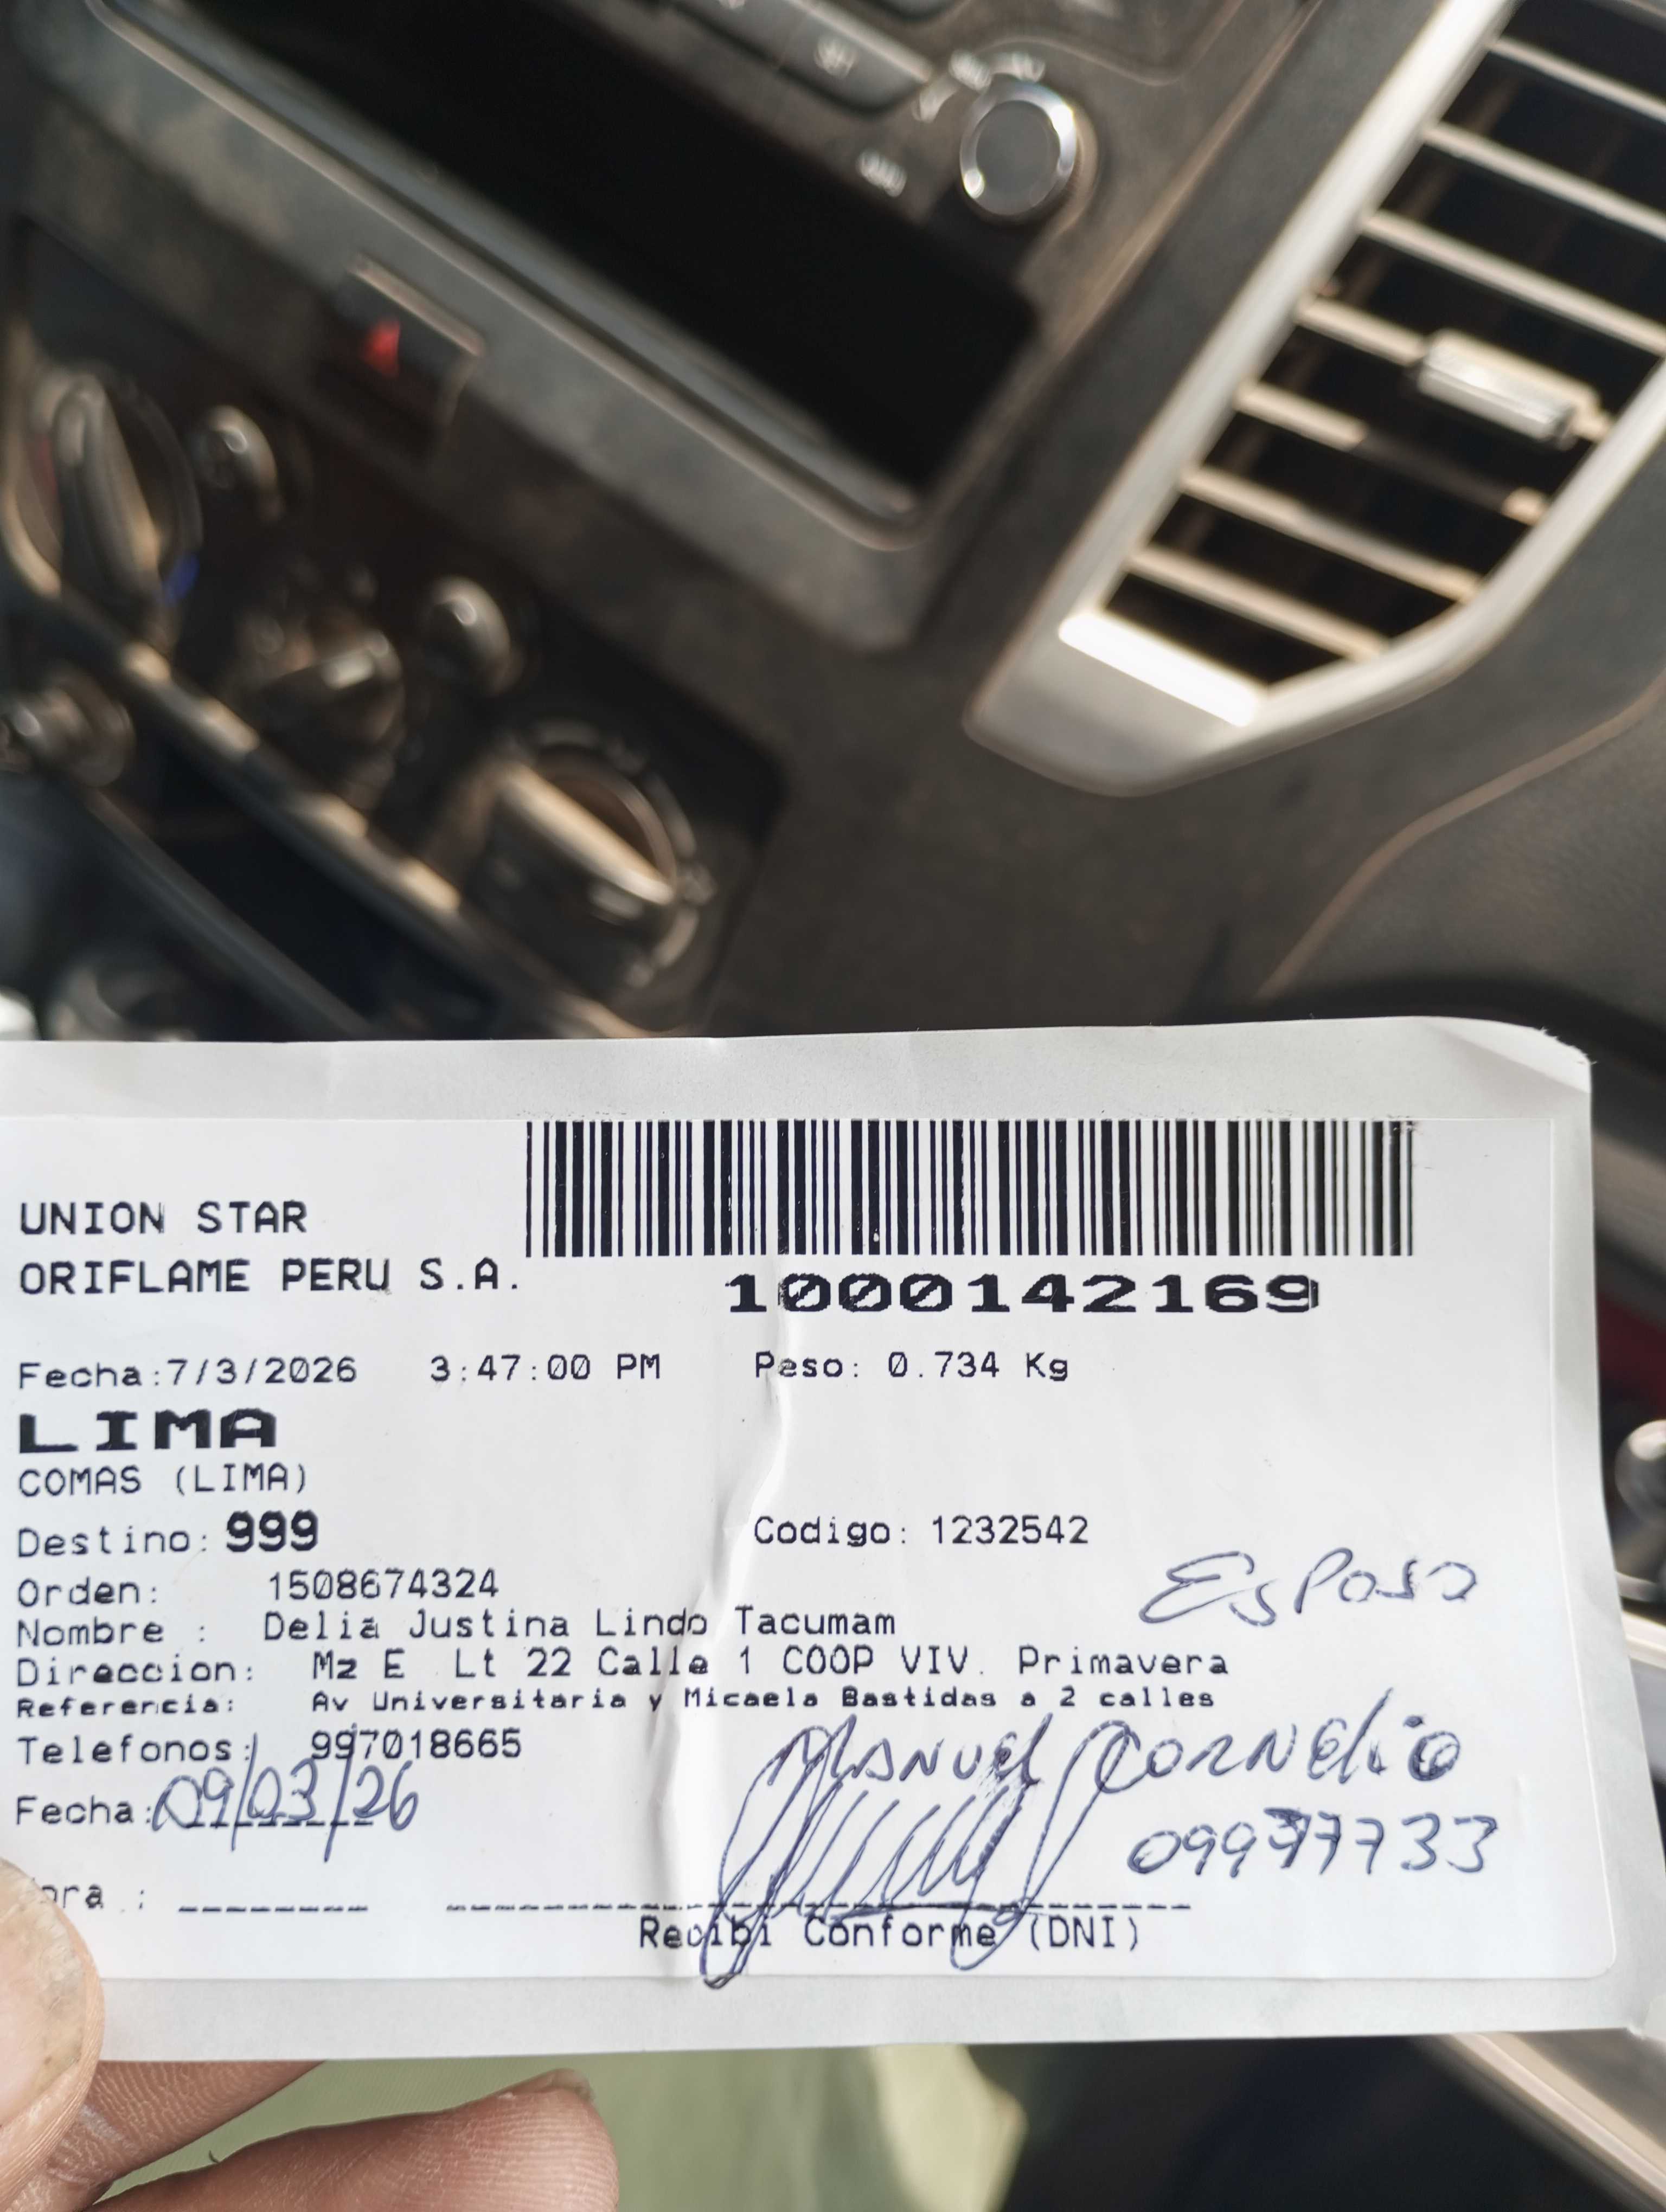 UNION STAR
ORIFLAME PERU S.A.
1000142169
Fecha:7/3/2026 3:47:00 PM Peso: 0.734 Kg
LIMA
COMAS (LIMA)
Destino: 999 Codigo: 1232542
Esposo
Orden: 1508674324
Nombre : Delia Justina Lindo Tacumam
Direccion: Mz E Lt 22 Calle 1 COOP VIV. Primavera
Referencia: Av Universitaria y Micaela Bastidas a 2 calles
Telefonos: 997018665
Manuel Cornelio
Fecha: 09/03/26
ora :
Recibi Conforme (DNI)